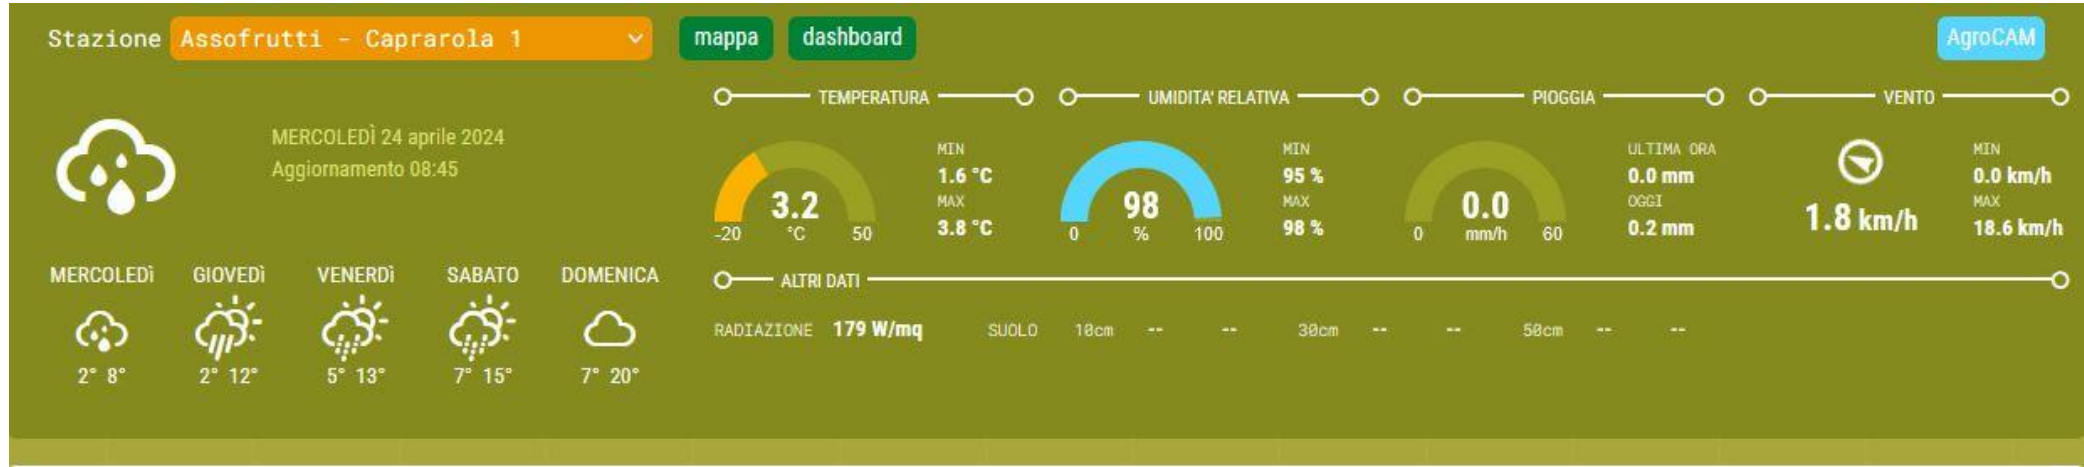 Stazione Assofrutti - Caprarola 1 mappa dashboard AgroCAM
MERCOLEDÌ 24 aprile 2024
Aggiornamento 08:45
TEMPERATURA
3.2
°C
-20 50
MIN
1.6 °C
MAX
3.8 °C
UMIDITA' RELATIVA
98
%
0 100
MIN
95 %
MAX
98 %
PIOGGIA
0.0
mm/h
0 60
ULTIMA ORA
0.0 mm
OGGI
0.2 mm
VENTO
1.8 km/h
MIN
0.0 km/h
MAX
18.6 km/h
MERCOLEDÌ GIOVEDÌ VENERDÌ SABATO DOMENICA
2° 8° 2° 12° 5° 13° 7° 15° 7° 20°
ALTRI DATI
RADIAZIONE 179 W/mq SUOLO 10cm -- -- 30cm -- -- 50cm -- --